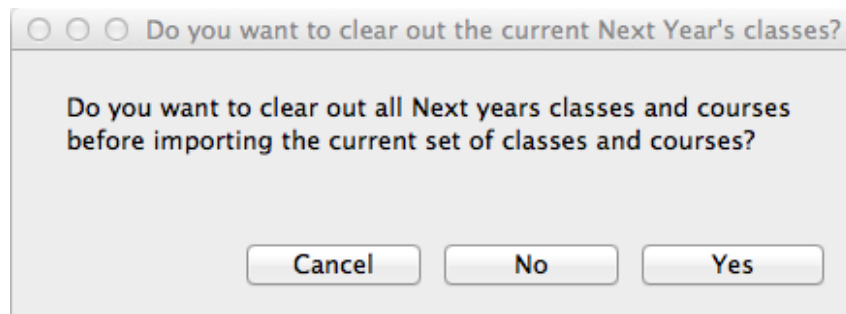 Do you want to clear out the current Next Year's classes?
Do you want to clear out all Next years classes and courses
before importing the current set of classes and courses?
Cancel No Yes